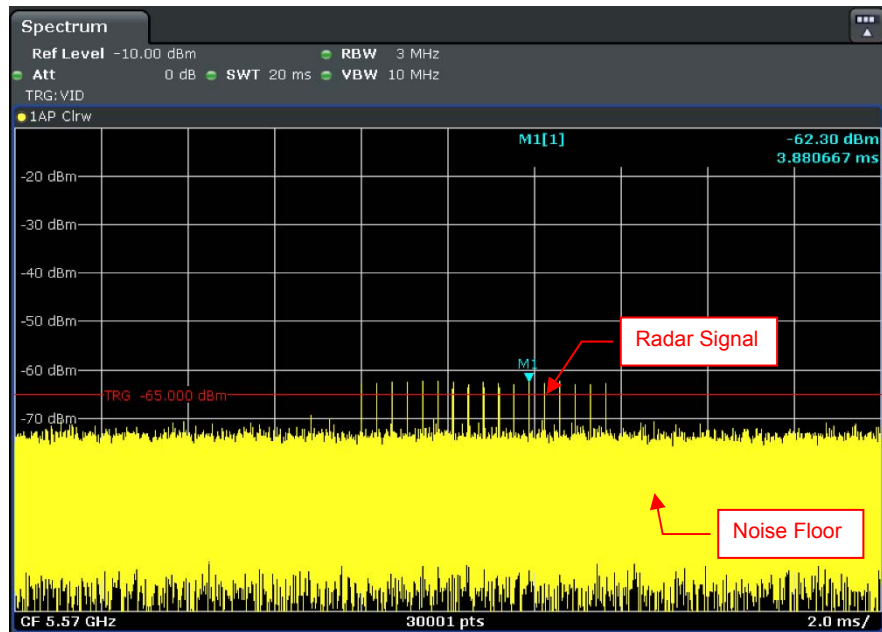 Spectrum
Ref Level -10.00 dBm RBW 3 MHz
Att 0 dB SWT 20 ms VBW 10 MHz
TRG:VID
1AP Clrw
M1[1] -62.30 dBm
3.880667 ms
-20 dBm
-30 dBm
-40 dBm
-50 dBm
Radar Signal
-60 dBm
M1
TRG -65.000 dBm
-70 dBm
Noise Floor
CF 5.57 GHz 30001 pts 2.0 ms/